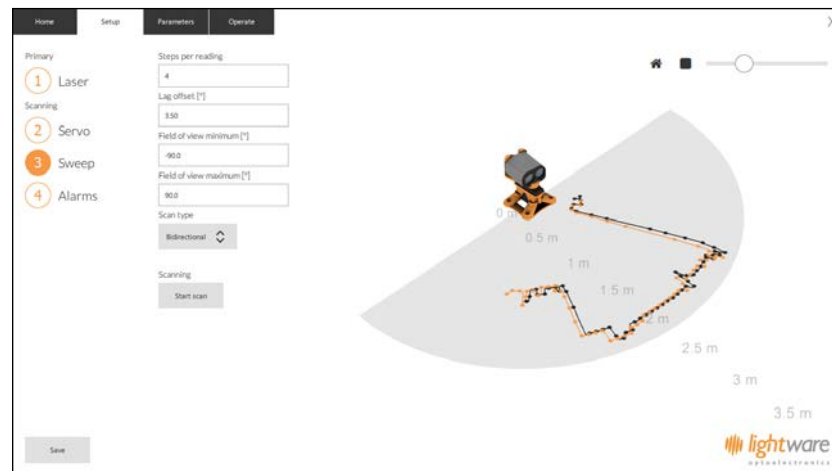 Home
Setup
Parameters
Operate
Primary
1 Laser
Scanning
2 Servo
3 Sweep
4 Alarms
Steps per reading
4
Lag offset [°]
3.50
Field of view minimum [°]
-90.0
Field of view maximum [°]
90.0
Scan type
Bidirectional
Scanning
Start scan
Save
0 m
0.5 m
1 m
1.5 m
2 m
2.5 m
3 m
3.5 m
lightware
optoelectronics